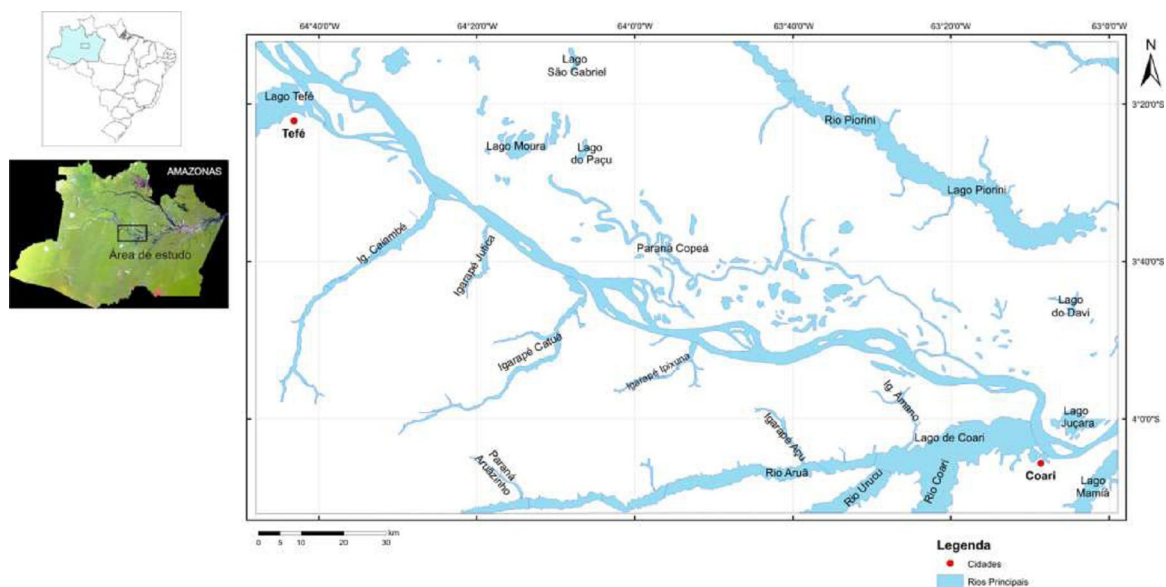 64°40'0"W
64°20'0"W
64°0'0"W
63°40'0"W
63°20'0"W
63°0'0"W
N
3°20'0"S
3°40'0"S
4°0'0"S
AMAZONAS
Área de estudo
Lago
São Gabriel
Lago Tefé
Tefé
Lago Moura
Lago
do Paçu
Rio Piorini
Lago Piorini
Ig. Caiambé
Igarapé Jutica
Paraná Copeá
Lago
do Davi
Igarapé Catuá
Igarapé Ipixuna
Ig. Amano
Igarapé Açu
Lago
Juçara
Lago de Coari
Paraná
Aruãzinho
Rio Aruã
Rio Urucu
Rio Coari
Coari
Lago
Mamiá
0 5 10 20 30
km
Legenda
Cidades
Rios Principais